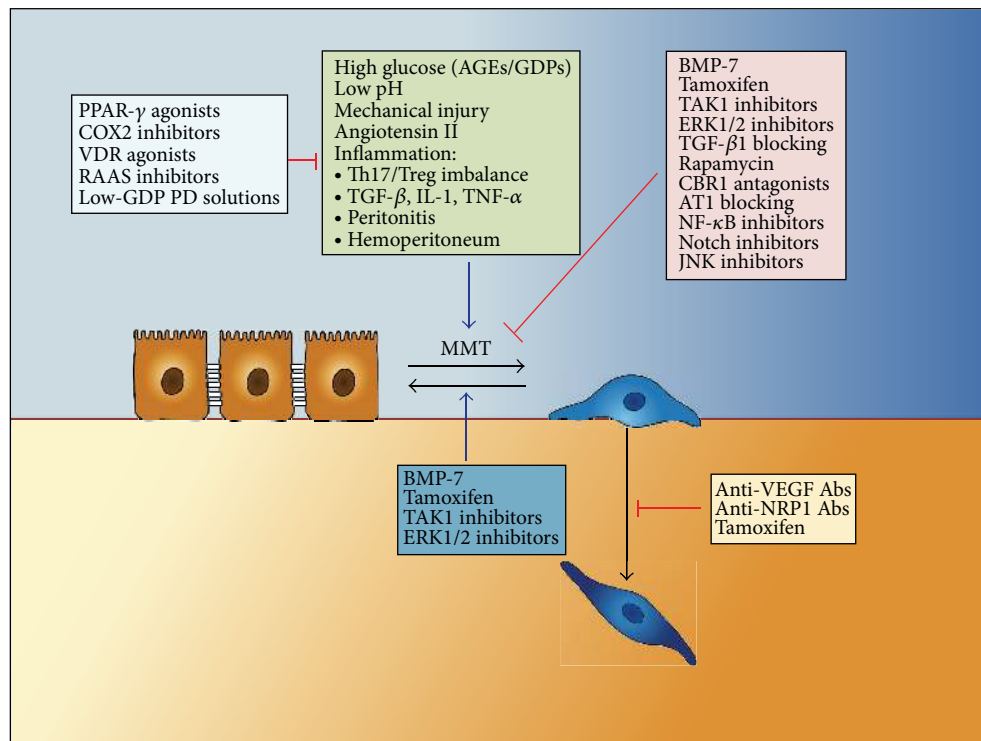 PPAR-γ agonists
COX2 inhibitors
VDR agonists
RAAS inhibitors
Low-GDP PD solutions
High glucose (AGEs/GDPs)
Low pH
Mechanical injury
Angiotensin II
Inflammation:
• Th17/Treg imbalance
• TGF-β, IL-1, TNF-α
• Peritonitis
• Hemoperitoneum
BMP-7
Tamoxifen
TAK1 inhibitors
ERK1/2 inhibitors
TGF-β1 blocking
Rapamycin
CBR1 antagonists
AT1 blocking
NF-κB inhibitors
Notch inhibitors
JNK inhibitors
MMT
BMP-7
Tamoxifen
TAK1 inhibitors
ERK1/2 inhibitors
Anti-VEGF Abs
Anti-NRP1 Abs
Tamoxifen